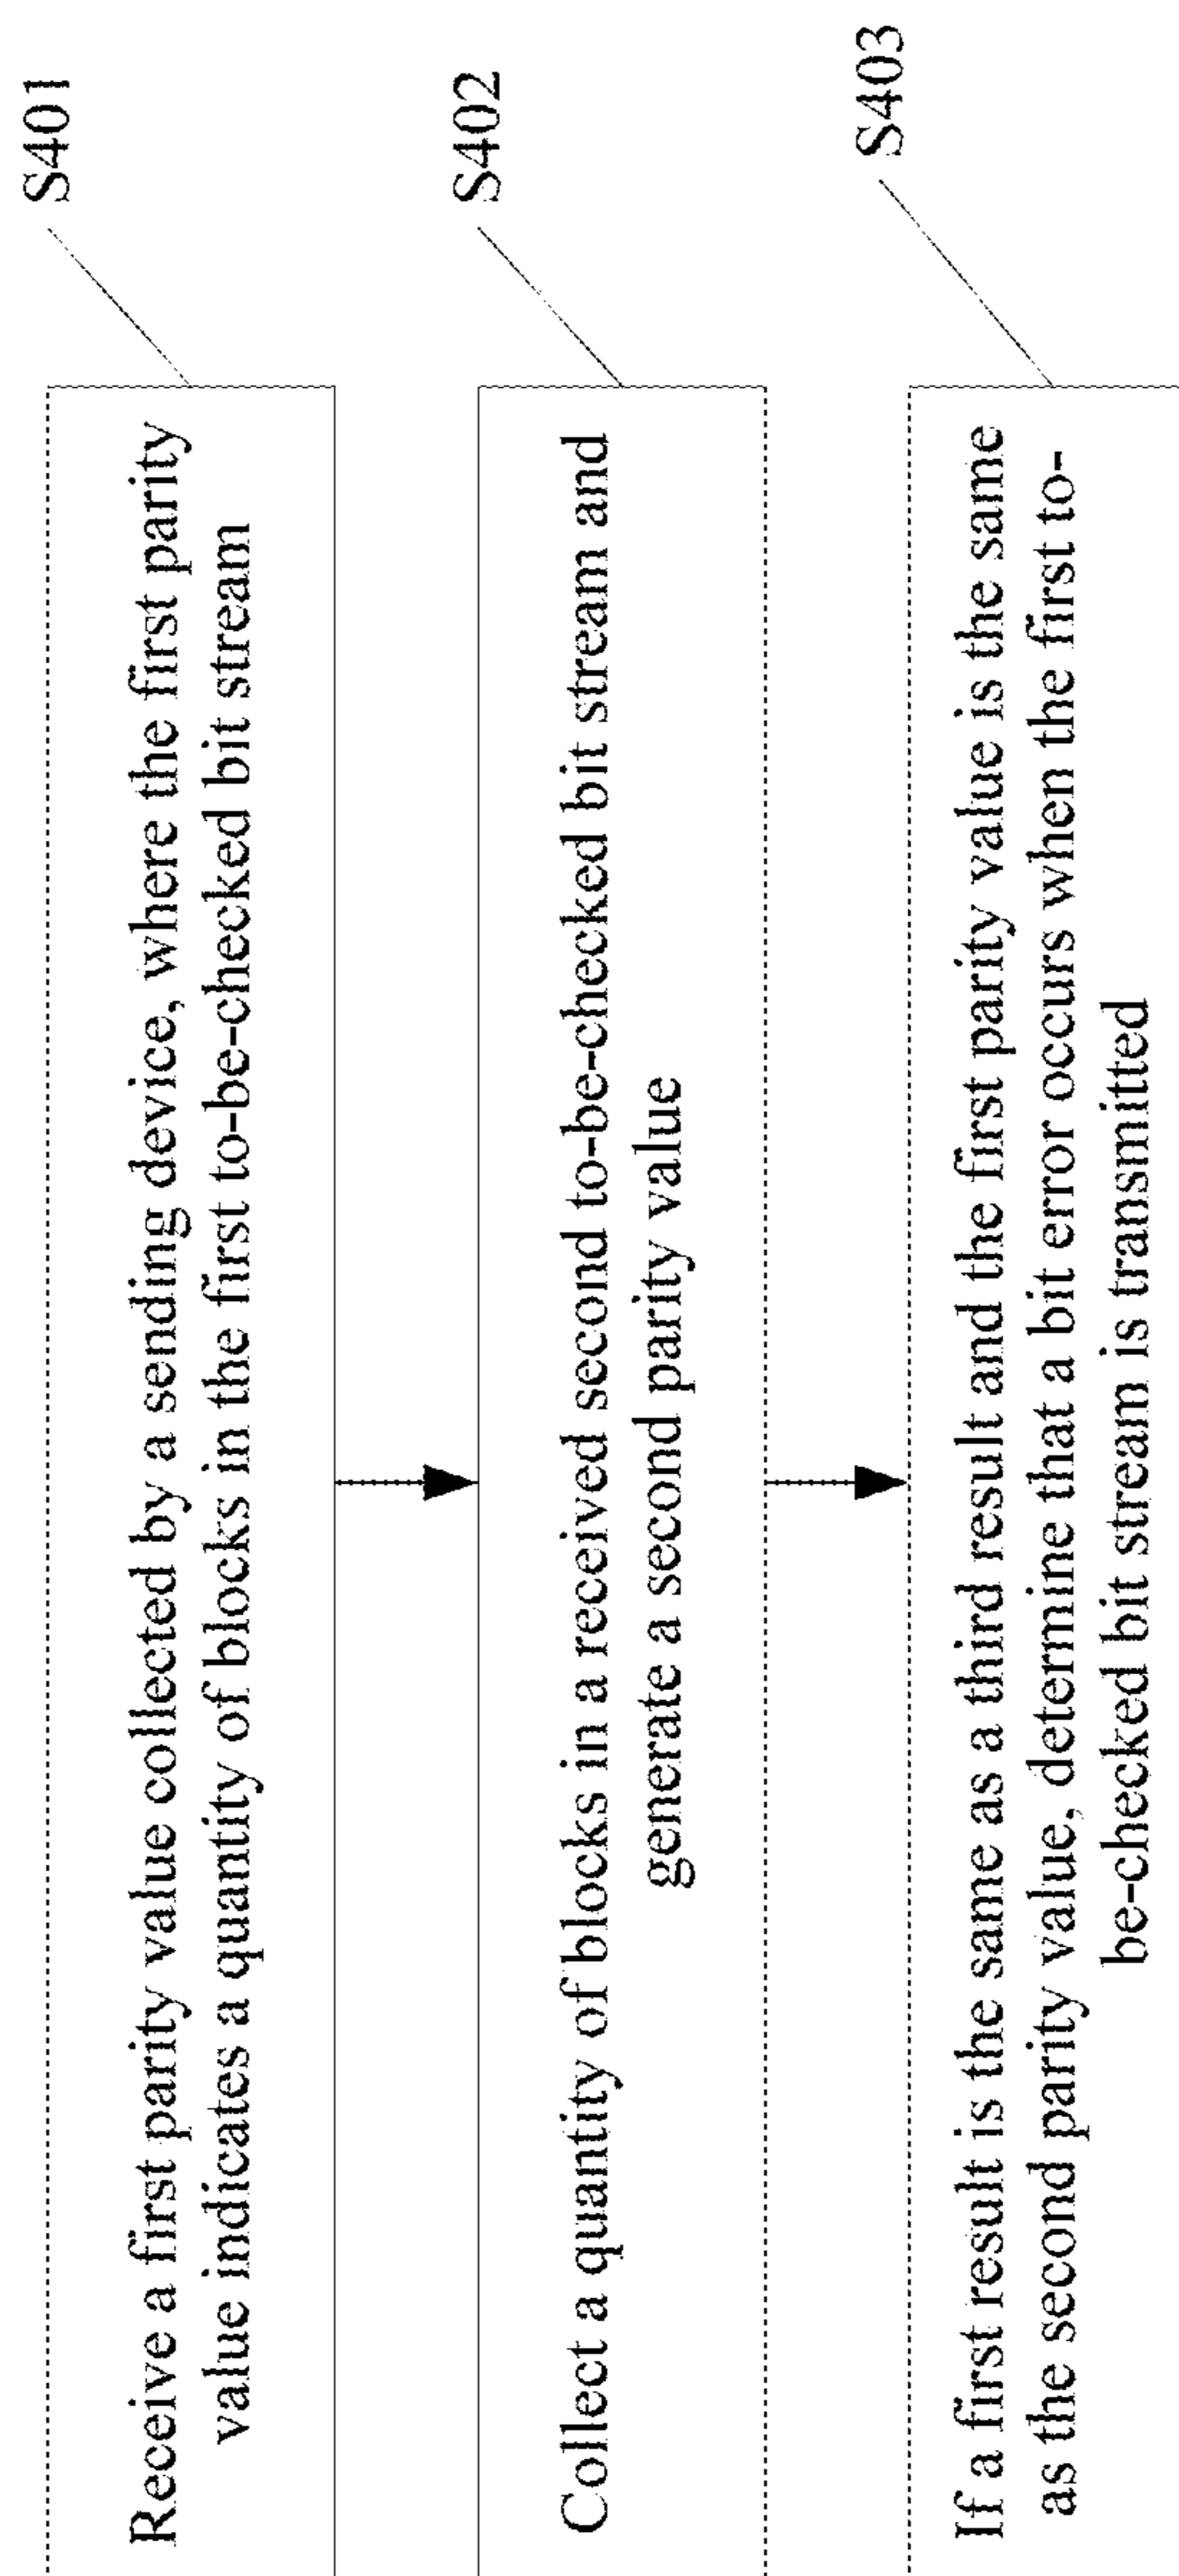 Receive a first parity value collected by a sending device, where the first parity
value indicates a quantity of blocks in the first to-be-checked bit stream
S401
Collect a quantity of blocks in a received second to-be-checked bit stream and
generate a second parity value
S402
If a first result is the same as a third result and the first parity value is the same
as the second parity value, determine that a bit error occurs when the first to-
be-checked bit stream is transmitted
S403